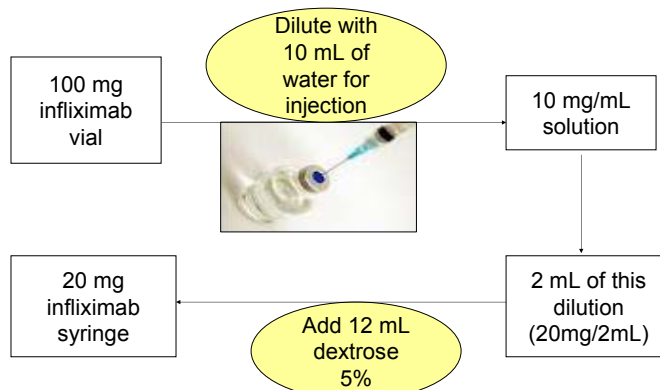 Dilute with
10 mL of
water for
injection
100 mg
infliximab
vial
10 mg/mL
solution
20 mg
infliximab
syringe
Add 12 mL
dextrose
5%
2 mL of this
dilution
(20mg/2mL)